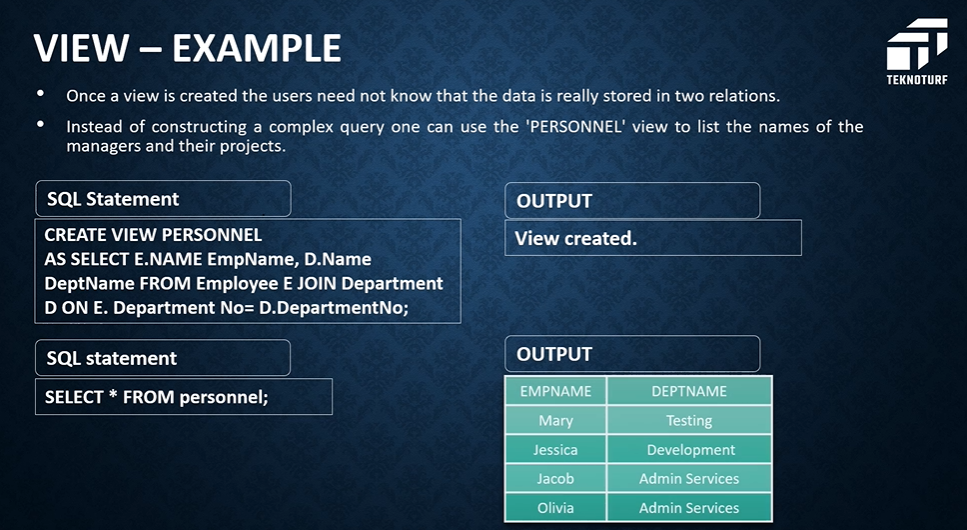 VIEW – EXAMPLE
TEKNOTURF
• Once a view is created the users need not know that the data is really stored in two relations.
• Instead of constructing a complex query one can use the 'PERSONNEL' view to list the names of the
managers and their projects.
SQL Statement
CREATE VIEW PERSONNEL
AS SELECT E.NAME EmpName, D.Name
DeptName FROM Employee E JOIN Department
D ON E. Department No= D.DepartmentNo;
OUTPUT
View created.
SQL statement
SELECT * FROM personnel;
OUTPUT
EMPNAME DEPTNAME
Mary Testing
Jessica Development
Jacob Admin Services
Olivia Admin Services